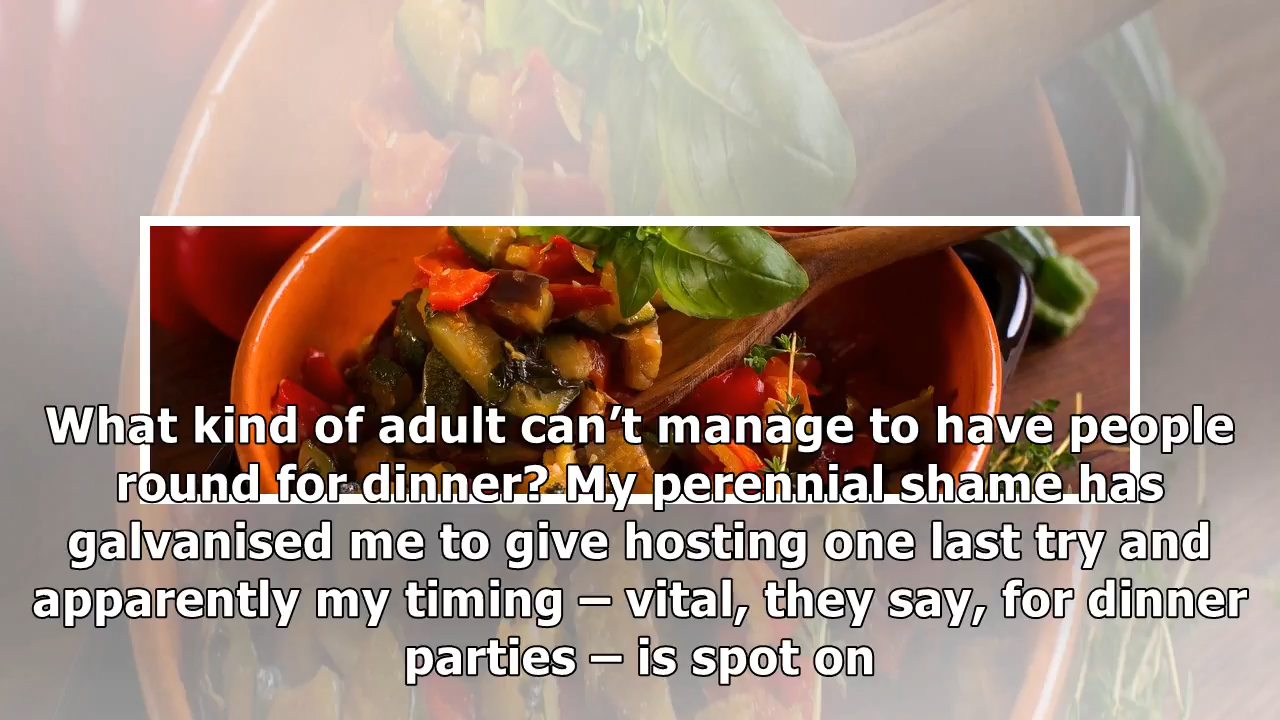 What kind of adult can’t manage to have people
round for dinner? My perennial shame has
galvanised me to give hosting one last try and
apparently my timing – vital, they say, for dinner
parties – is spot on